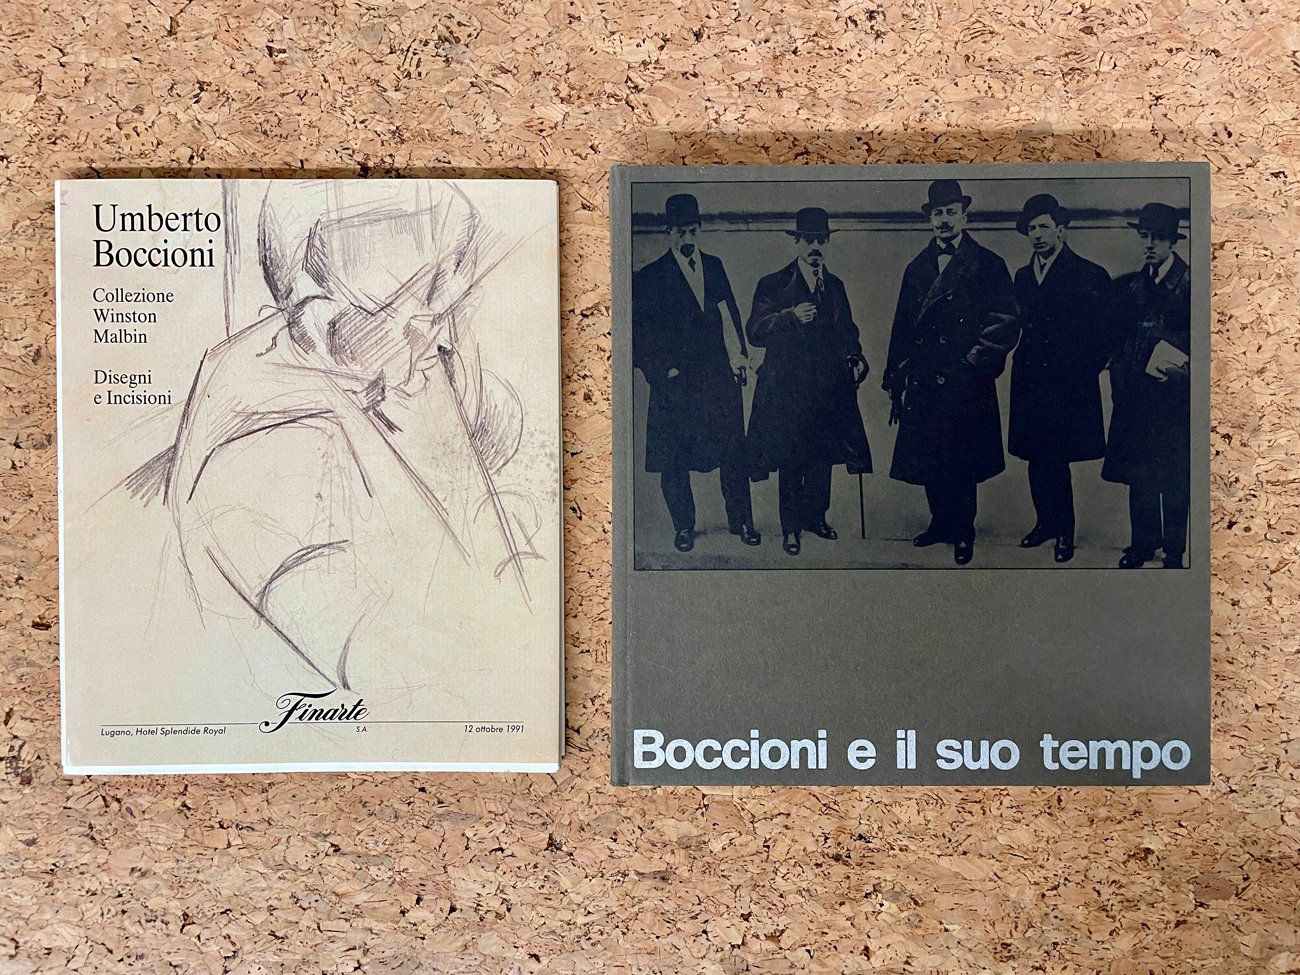 Umberto
Boccioni
Collezione
Winston
Malbin
Disegni
e Incisioni
Finarte
S.A.
Lugano, Hotel Splendide Royal
12 ottobre 1991
Boccioni e il suo tempo